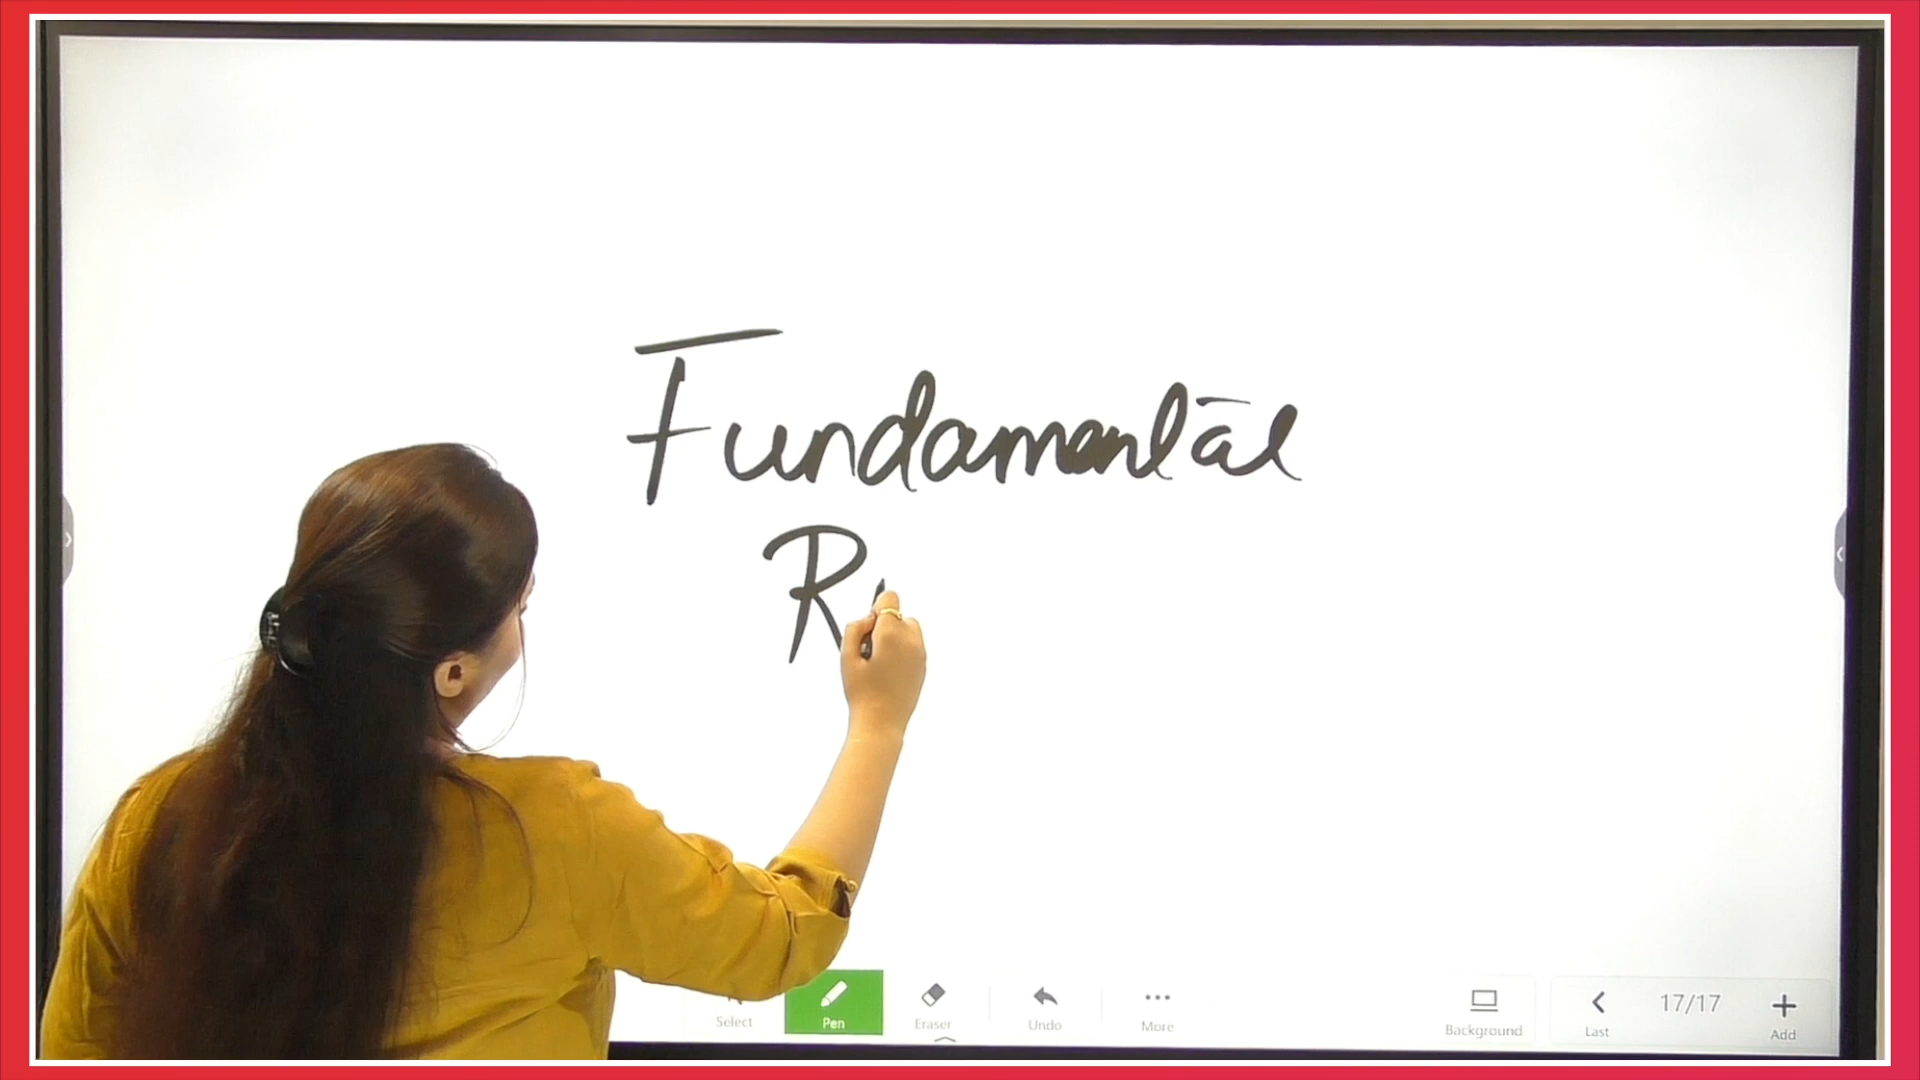 Fundamental
R
Select
Pen
Eraser
Undo
More
Background
Last
17/17
Add